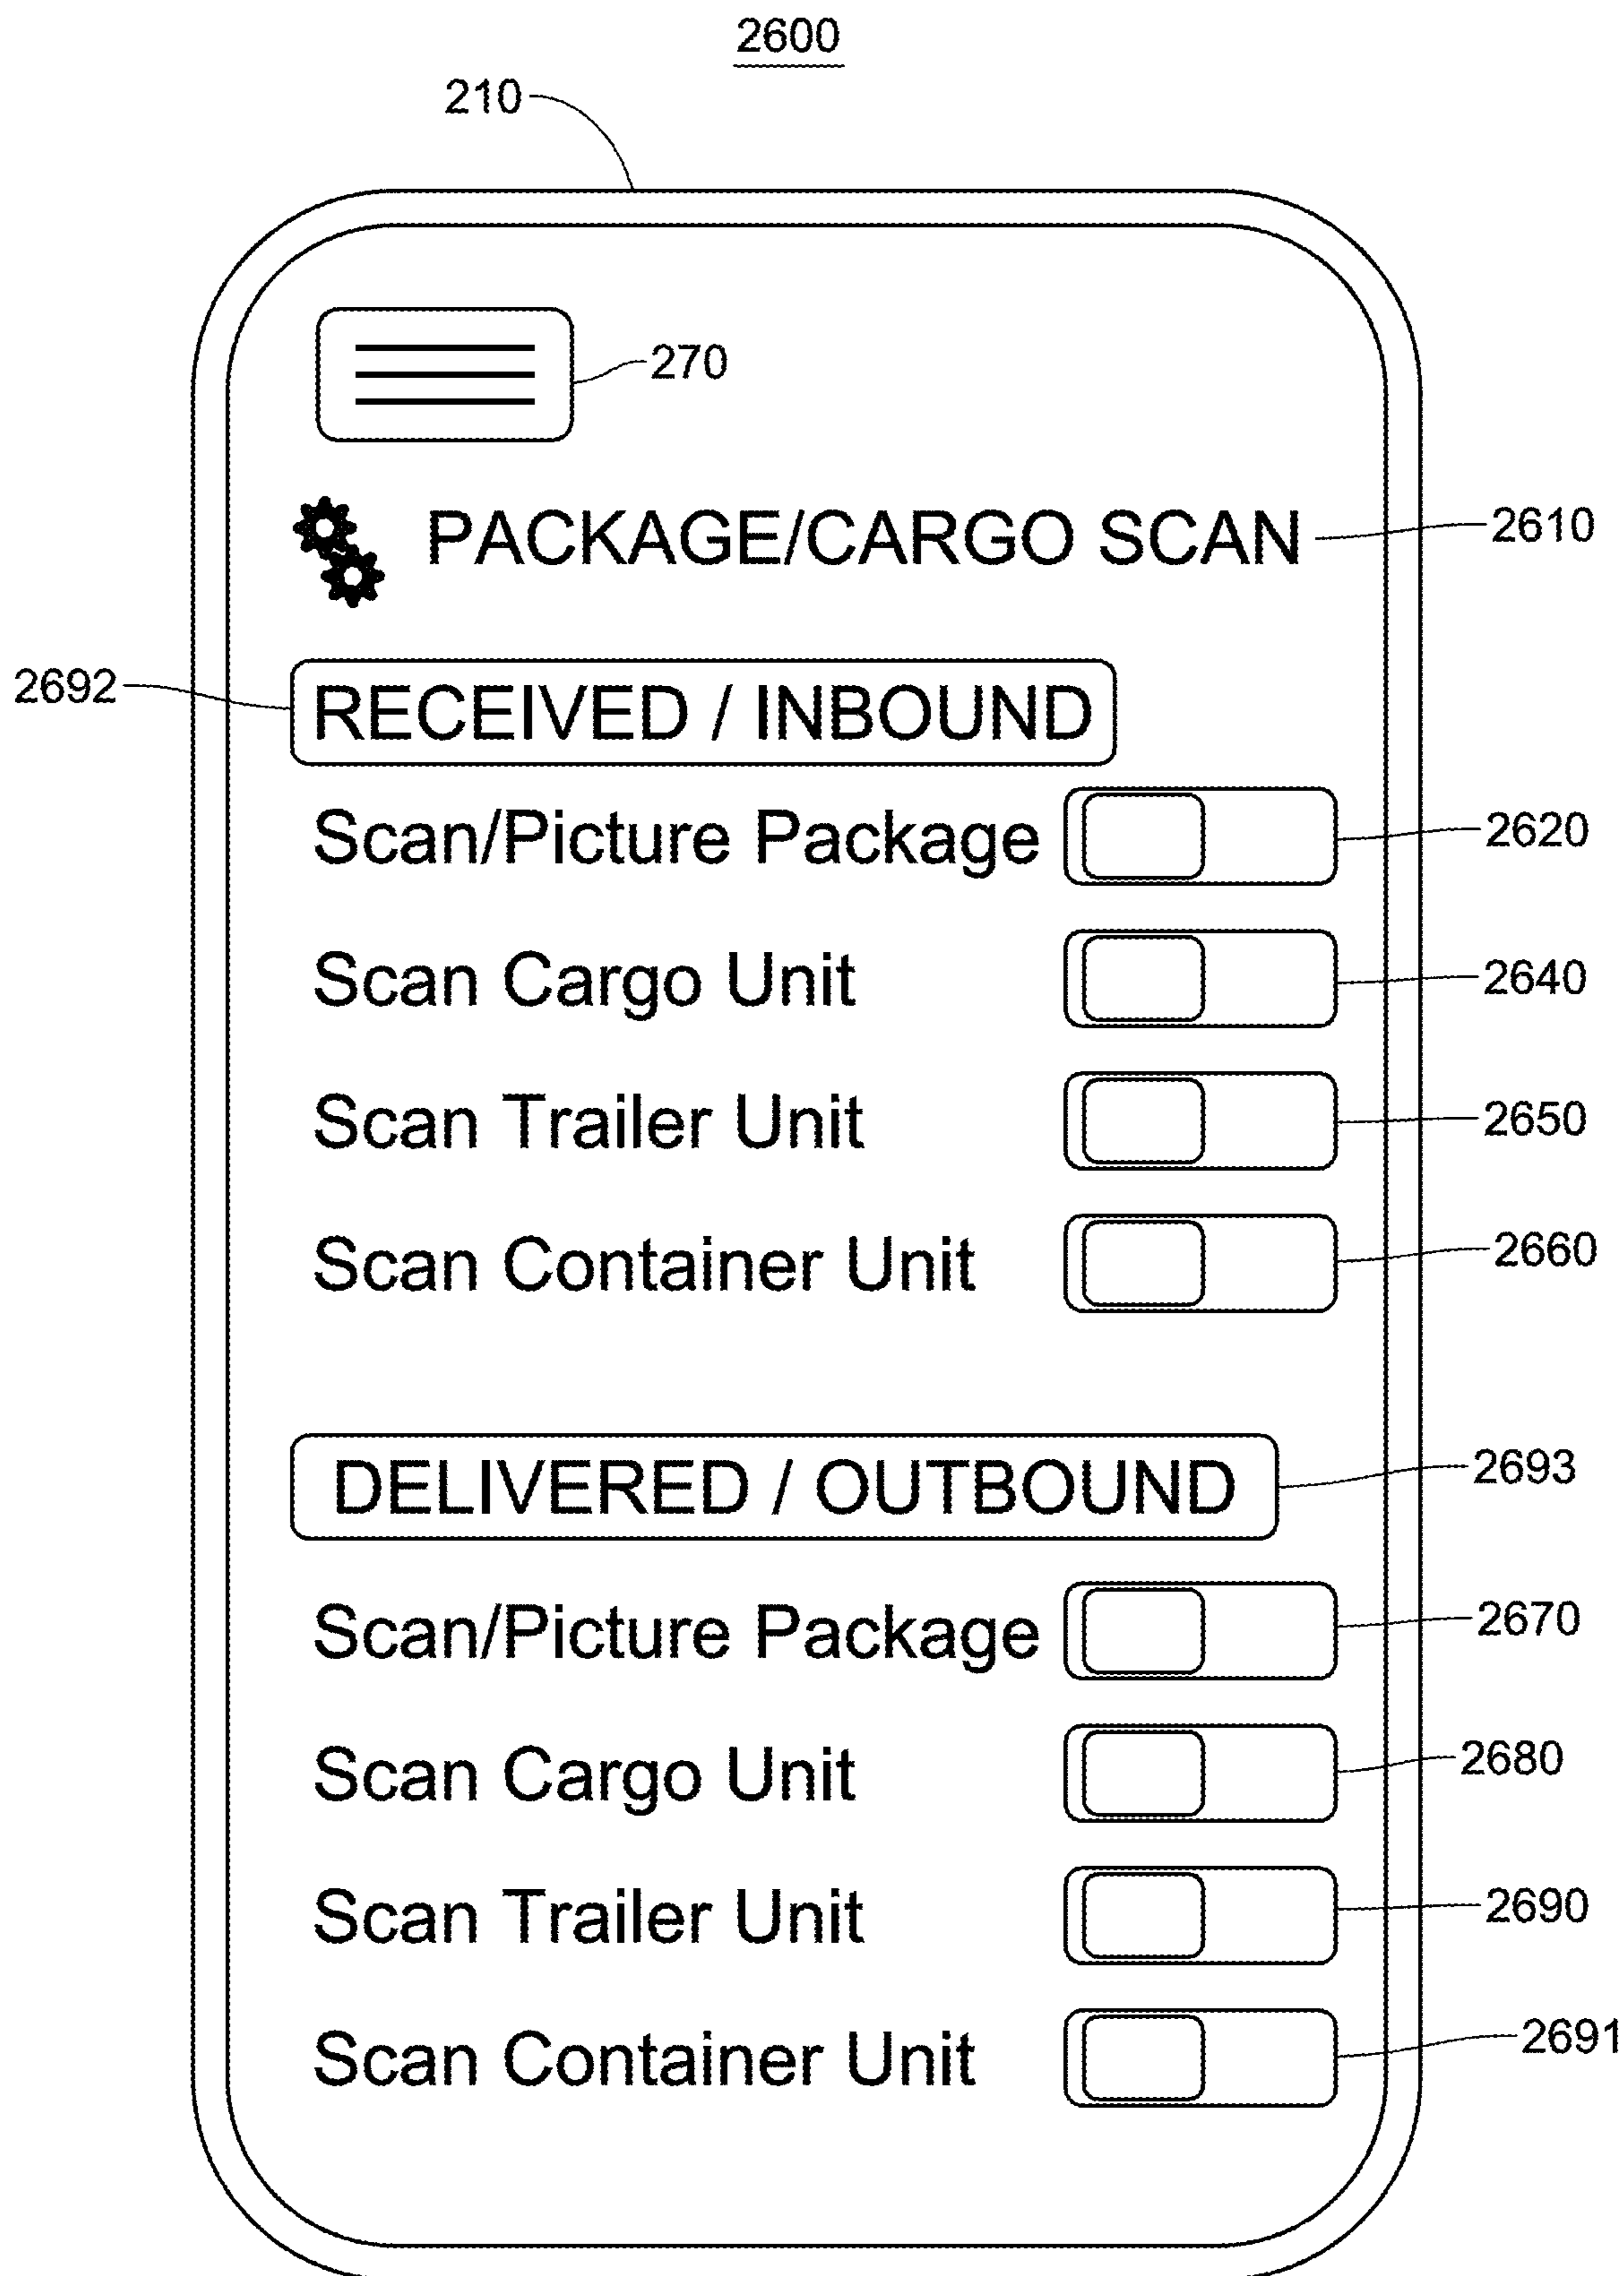 2600
210
270
PACKAGE/CARGO SCAN 2610
2692 RECEIVED / INBOUND
Scan/Picture Package 2620
Scan Cargo Unit 2640
Scan Trailer Unit 2650
Scan Container Unit 2660
DELIVERED / OUTBOUND 2693
Scan/Picture Package 2670
Scan Cargo Unit 2680
Scan Trailer Unit 2690
Scan Container Unit 2691